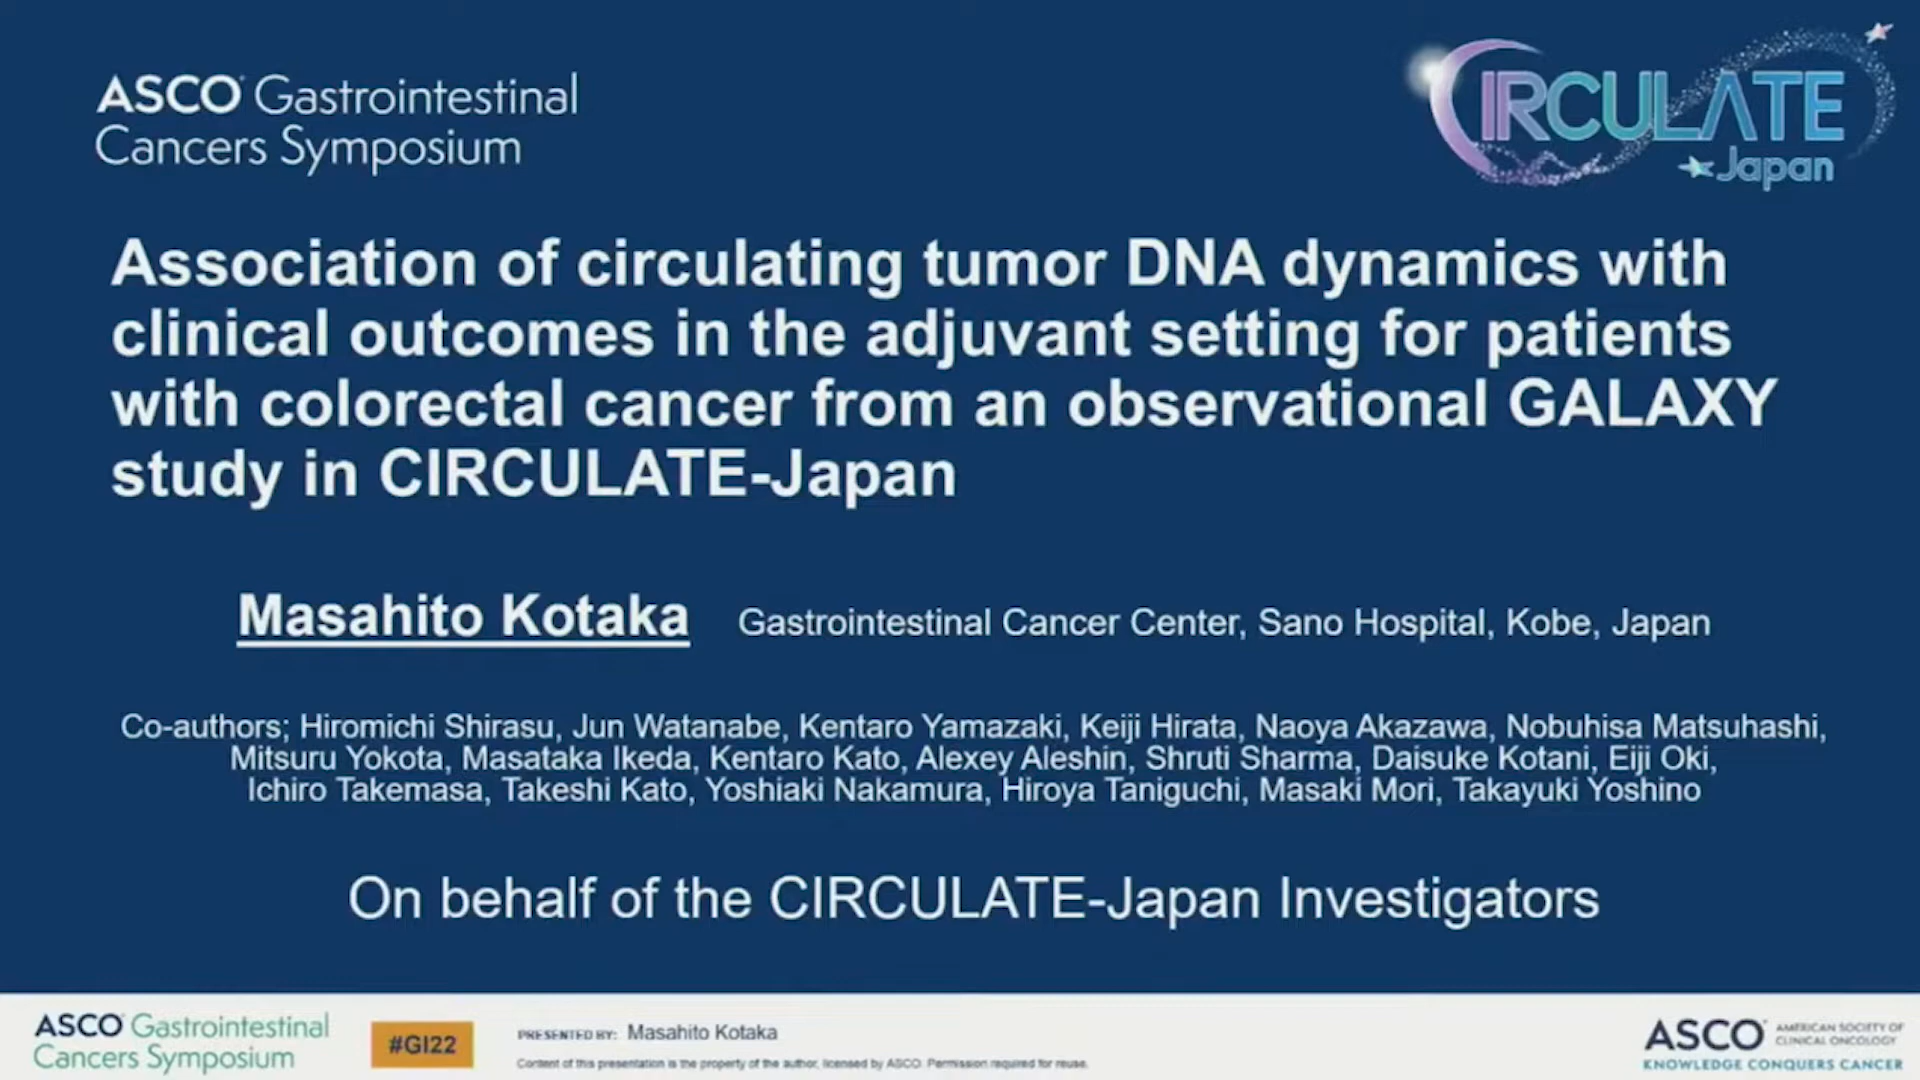 ASCO Gastrointestinal
Cancers Symposium
CIRCULATE
Japan
Association of circulating tumor DNA dynamics with
clinical outcomes in the adjuvant setting for patients
with colorectal cancer from an observational GALAXY
study in CIRCULATE-Japan
Masahito Kotaka Gastrointestinal Cancer Center, Sano Hospital, Kobe, Japan
Co-authors; Hiromichi Shirasu, Jun Watanabe, Kentaro Yamazaki, Keiji Hirata, Naoya Akazawa, Nobuhisa Matsuhashi,
Mitsuru Yokota, Masataka Ikeda, Kentaro Kato, Alexey Aleshin, Shruti Sharma, Daisuke Kotani, Eiji Oki,
Ichiro Takemasa, Takeshi Kato, Yoshiaki Nakamura, Hiroya Taniguchi, Masaki Mori, Takayuki Yoshino
On behalf of the CIRCULATE-Japan Investigators
ASCO Gastrointestinal
Cancers Symposium
#GI22
PRESENTED BY: Masahito Kotaka
Content of this presentation is the property of the author, licensed by ASCO. Permission required for reuse.
ASCO AMERICAN SOCIETY OF
CLINICAL ONCOLOGY
KNOWLEDGE CONQUERS CANCER